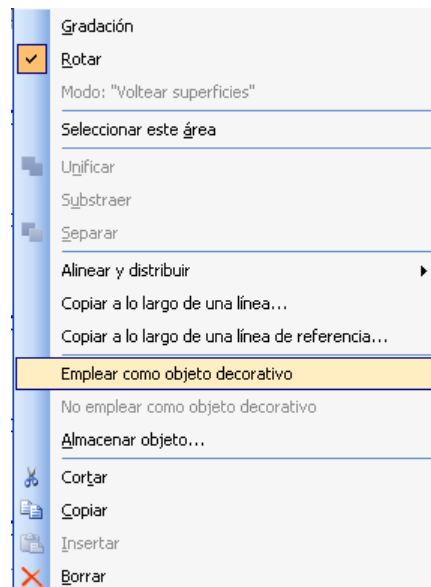 Gradación
Rotar
Modo: "Voltear superficies"
Seleccionar este área
Unificar
Substraer
Separar
Alinear y distribuir
Copiar a lo largo de una línea...
Copiar a lo largo de una línea de referencia...
Emplear como objeto decorativo
No emplear como objeto decorativo
Almacenar objeto...
Cortar
Copiar
Insertar
Borrar